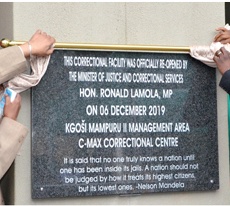 THIS CORRECTIONAL FACILITY WAS OFFICIALLY RE-OPENED BY
THE MINISTER OF JUSTICE AND CORRECTIONAL SERVICES
HON. RONALD LAMOLA, MP
ON 06 DECEMBER 2019
KGOŠI MAMPURU II MANAGEMENT AREA
C-MAX CORRECTIONAL CENTRE
It is said that no one truly knows a nation until
one has been inside its jails. A nation should not
be judged by how it treats its highest citizens,
but its lowest ones. -Nelson Mandela